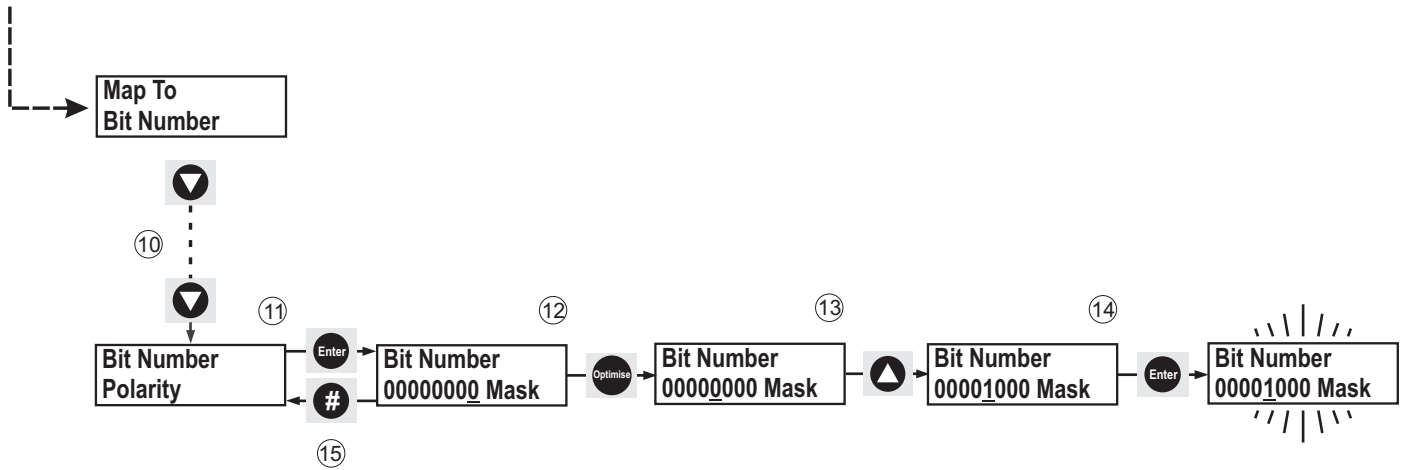 Map To
Bit Number
10
11
12
13
14
Bit Number
Polarity
Enter
#
15
Bit Number
00000000 Mask
Optimise
Bit Number
00000000 Mask
Bit Number
00001000 Mask
Enter
Bit Number
00001000 Mask